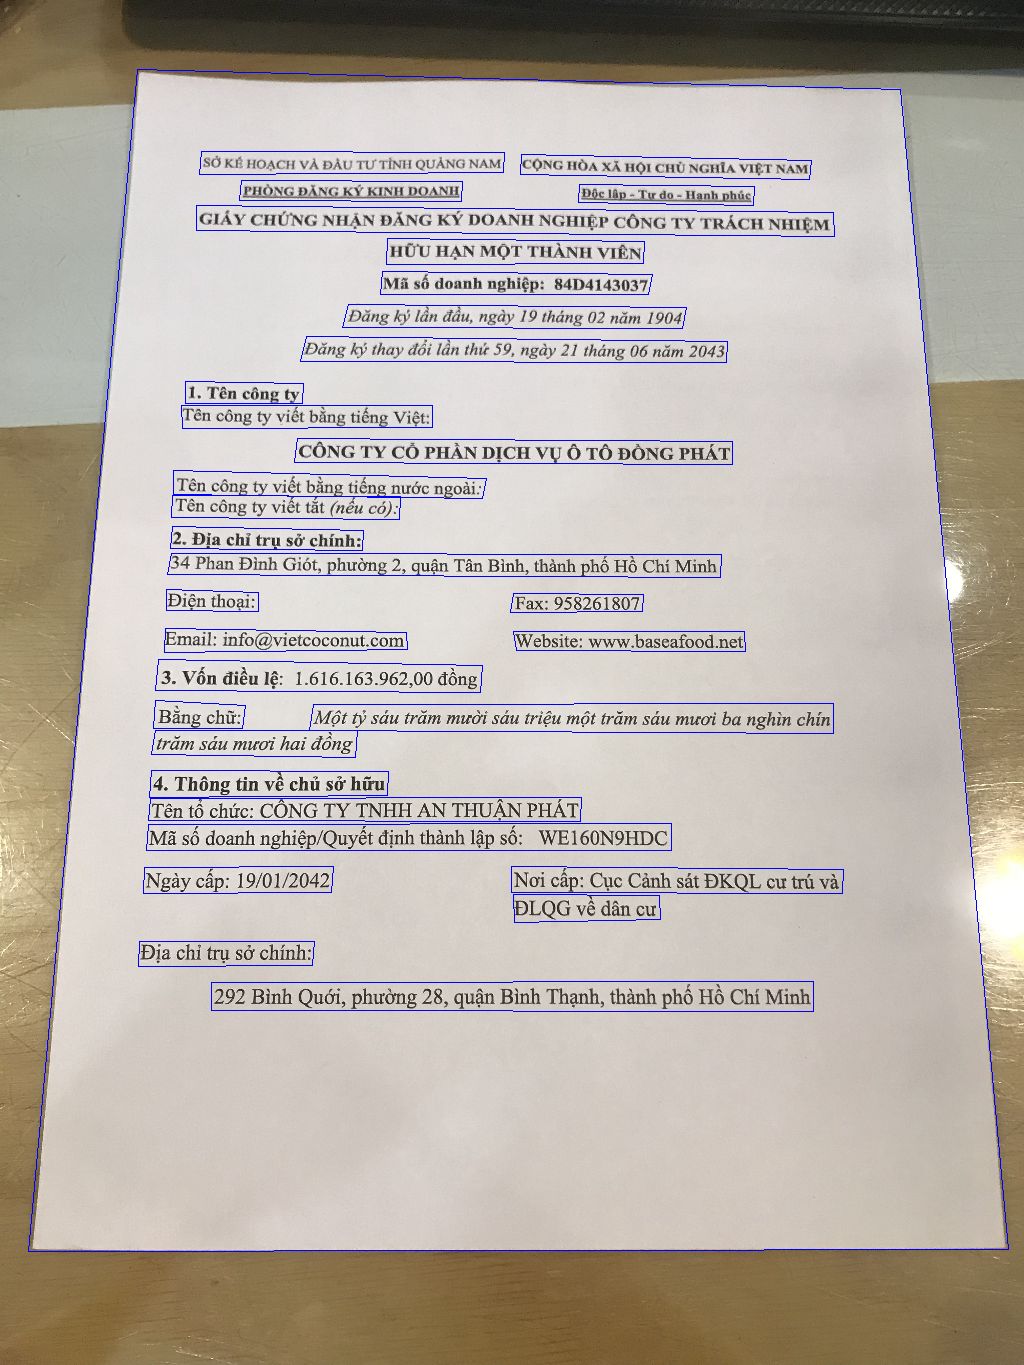 SỞ KẾ HOẠCH VÀ ĐẦU TƯ TỈNH QUẢNG NAM
CỘNG HÒA XÃ HỘI CHỦ NGHĨA VIỆT NAM
PHÒNG ĐĂNG KÝ KINH DOANH
Độc lập - Tự do - Hạnh phúc
GIẤY CHỨNG NHẬN ĐĂNG KÝ DOANH NGHIỆP CÔNG TY TRÁCH NHIỆM
HỮU HẠN MỘT THÀNH VIÊN
Mã số doanh nghiệp: 84D4143037
Đăng ký lần đầu, ngày 19 tháng 02 năm 1904
Đăng ký thay đổi lần thứ 59, ngày 21 tháng 06 năm 2043
1. Tên công ty
Tên công ty viết bằng tiếng Việt:
CÔNG TY CỔ PHẦN DỊCH VỤ Ô TÔ ĐÒNG PHÁT
Tên công ty viết bằng tiếng nước ngoài:
Tên công ty viết tắt (nếu có):
2. Địa chỉ trụ sở chính:
34 Phan Đình Giót, phường 2, quận Tân Bình, thành phố Hồ Chí Minh
Điện thoại:
Fax: 958261807
Email: info@vietcoconut.com
Website: www.baseafood.net
3. Vốn điều lệ: 1.616.163.962,00 đồng
Bằng chữ: Một tỷ sáu trăm mười sáu triệu một trăm sáu mươi ba nghìn chín
trăm sáu mươi hai đồng
4. Thông tin về chủ sở hữu
Tên tổ chức: CÔNG TY TNHH AN THUẬN PHÁT
Mã số doanh nghiệp/Quyết định thành lập số: WE160N9HDC
Ngày cấp: 19/01/2042
Nơi cấp: Cục Cảnh sát ĐKQL cư trú và
ĐLQG về dân cư
Địa chỉ trụ sở chính:
292 Bình Quới, phường 28, quận Bình Thạnh, thành phố Hồ Chí Minh